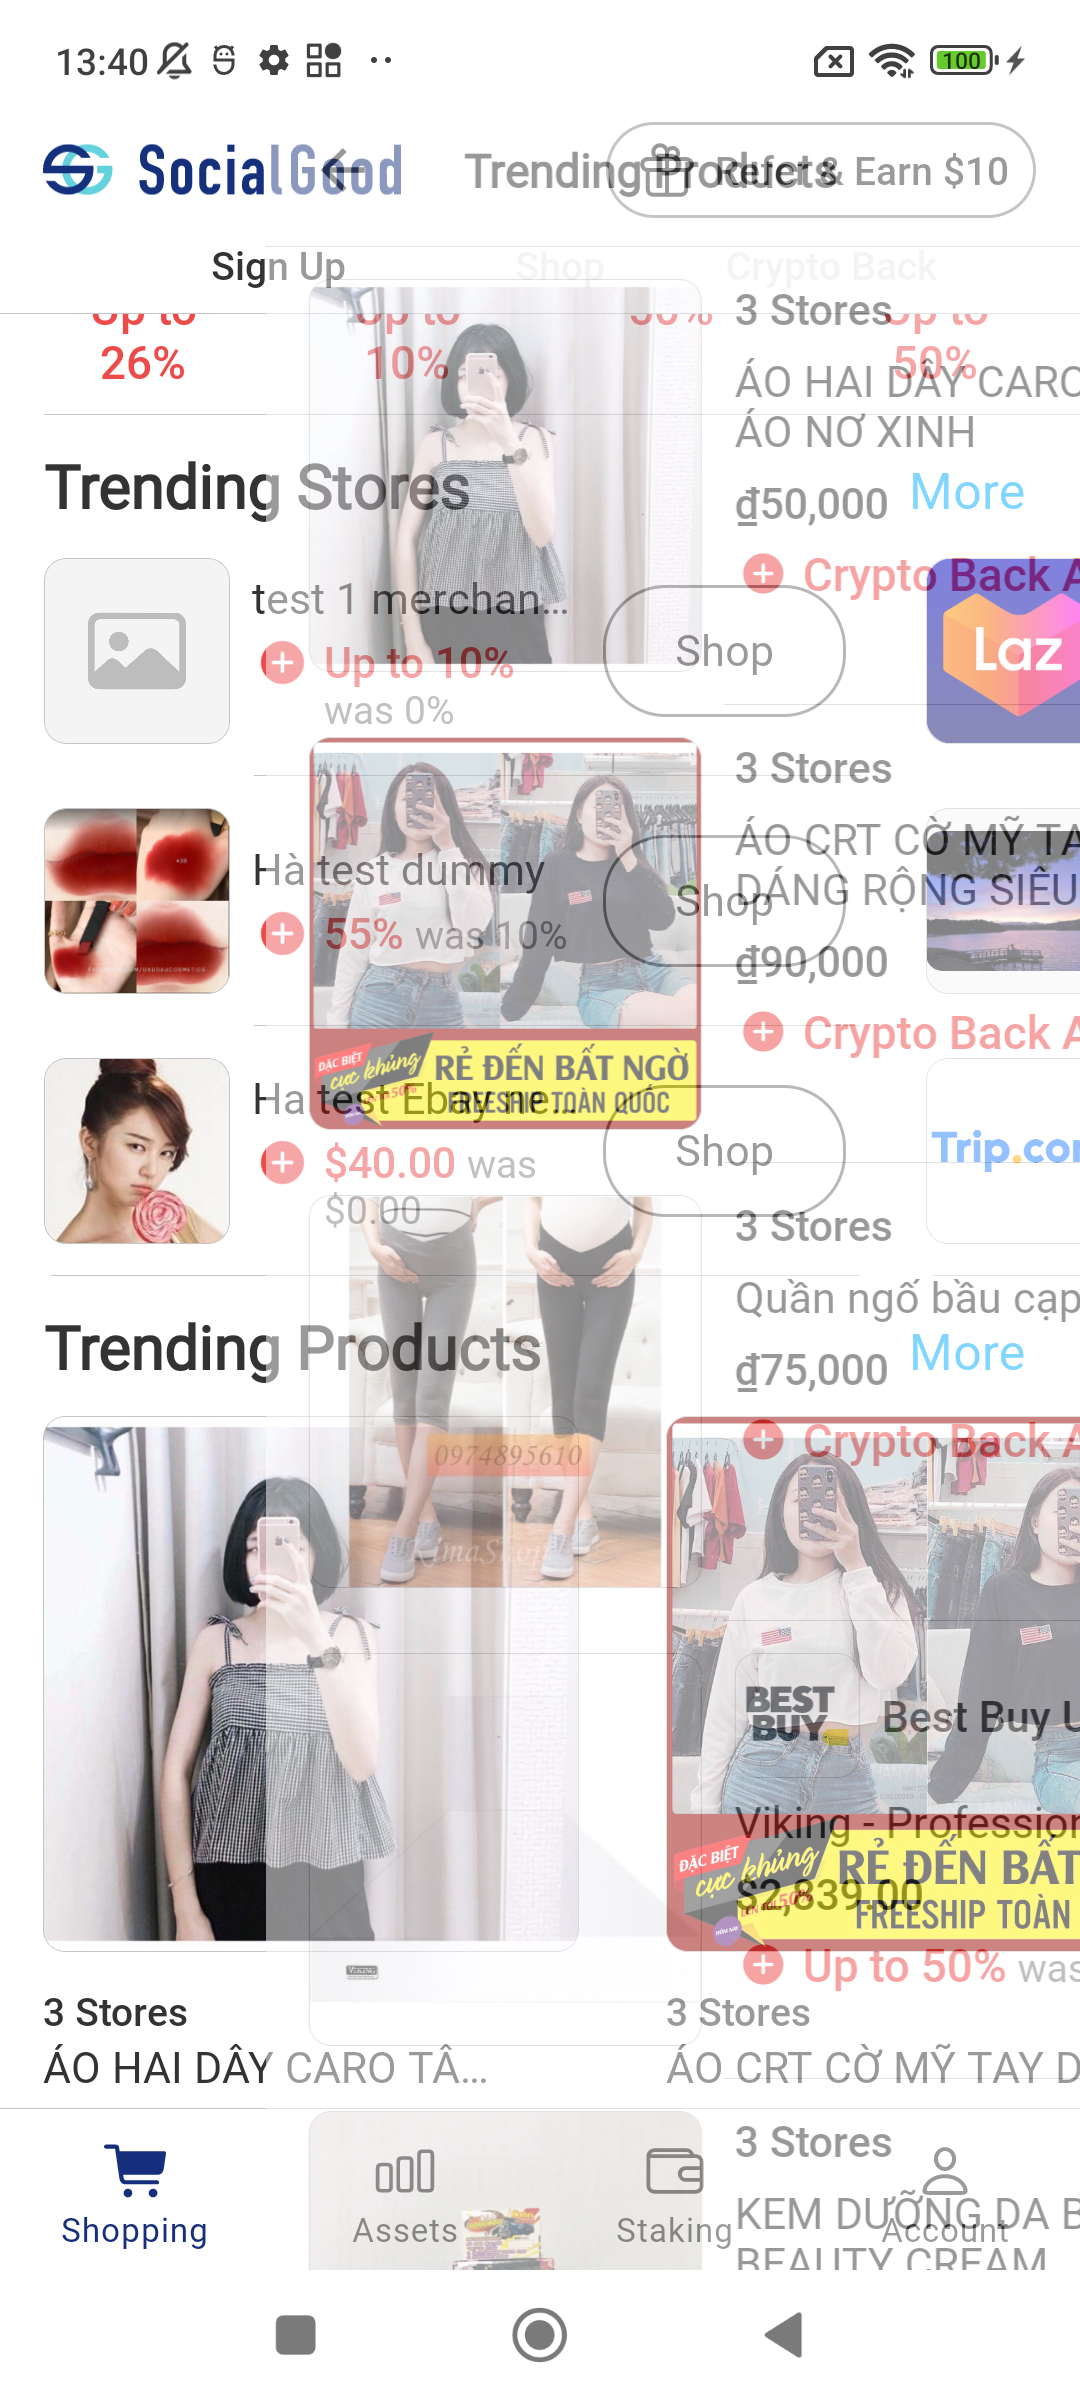 13:40
100
SocialGood
Trending Products
Refer & Earn $10
Sign Up
Shop
Crypto Back
Up to
26%
Up to
10%
50%
Up to
50%
3 Stores
ÁO HAI DÂY CARO
ÁO NƠ XINH
₫50,000
Crypto Back A
Trending Stores
More
test 1 merchan...
Up to 10%
was 0%
Shop
Laz
3 Stores
ÁO CRT CỜ MỸ TA
DÁNG RỘNG SIÊU
₫90,000
Crypto Back A
Hà test dummy
55% was 10%
Shop
ĐẶC BIỆT
cực khủng
RẺ ĐẾN BẤT NGỜ
FREESHIP TOÀN QUỐC
Ha test Ebay ne...
$40.00 was
$0.00
Shop
Trip.com
3 Stores
Quần ngố bầu cạp
₫75,000
Crypto Back A
0974895610
KimaShop
Trending Products
More
BEST
BUY
Best Buy U
Viking - Profession
$2,839.00
Up to 50% was
VIKING
ĐẶC BIỆT
cực khủng
50%
RẺ ĐẾN BẤT
FREESHIP TOÀN
3 Stores
ÁO HAI DÂY CARO TÂ...
3 Stores
ÁO CRT CỜ MỸ TAY D
3 Stores
KEM DƯỠNG DA B
BEAUTY CREAM
Shopping
Assets
Staking
Account